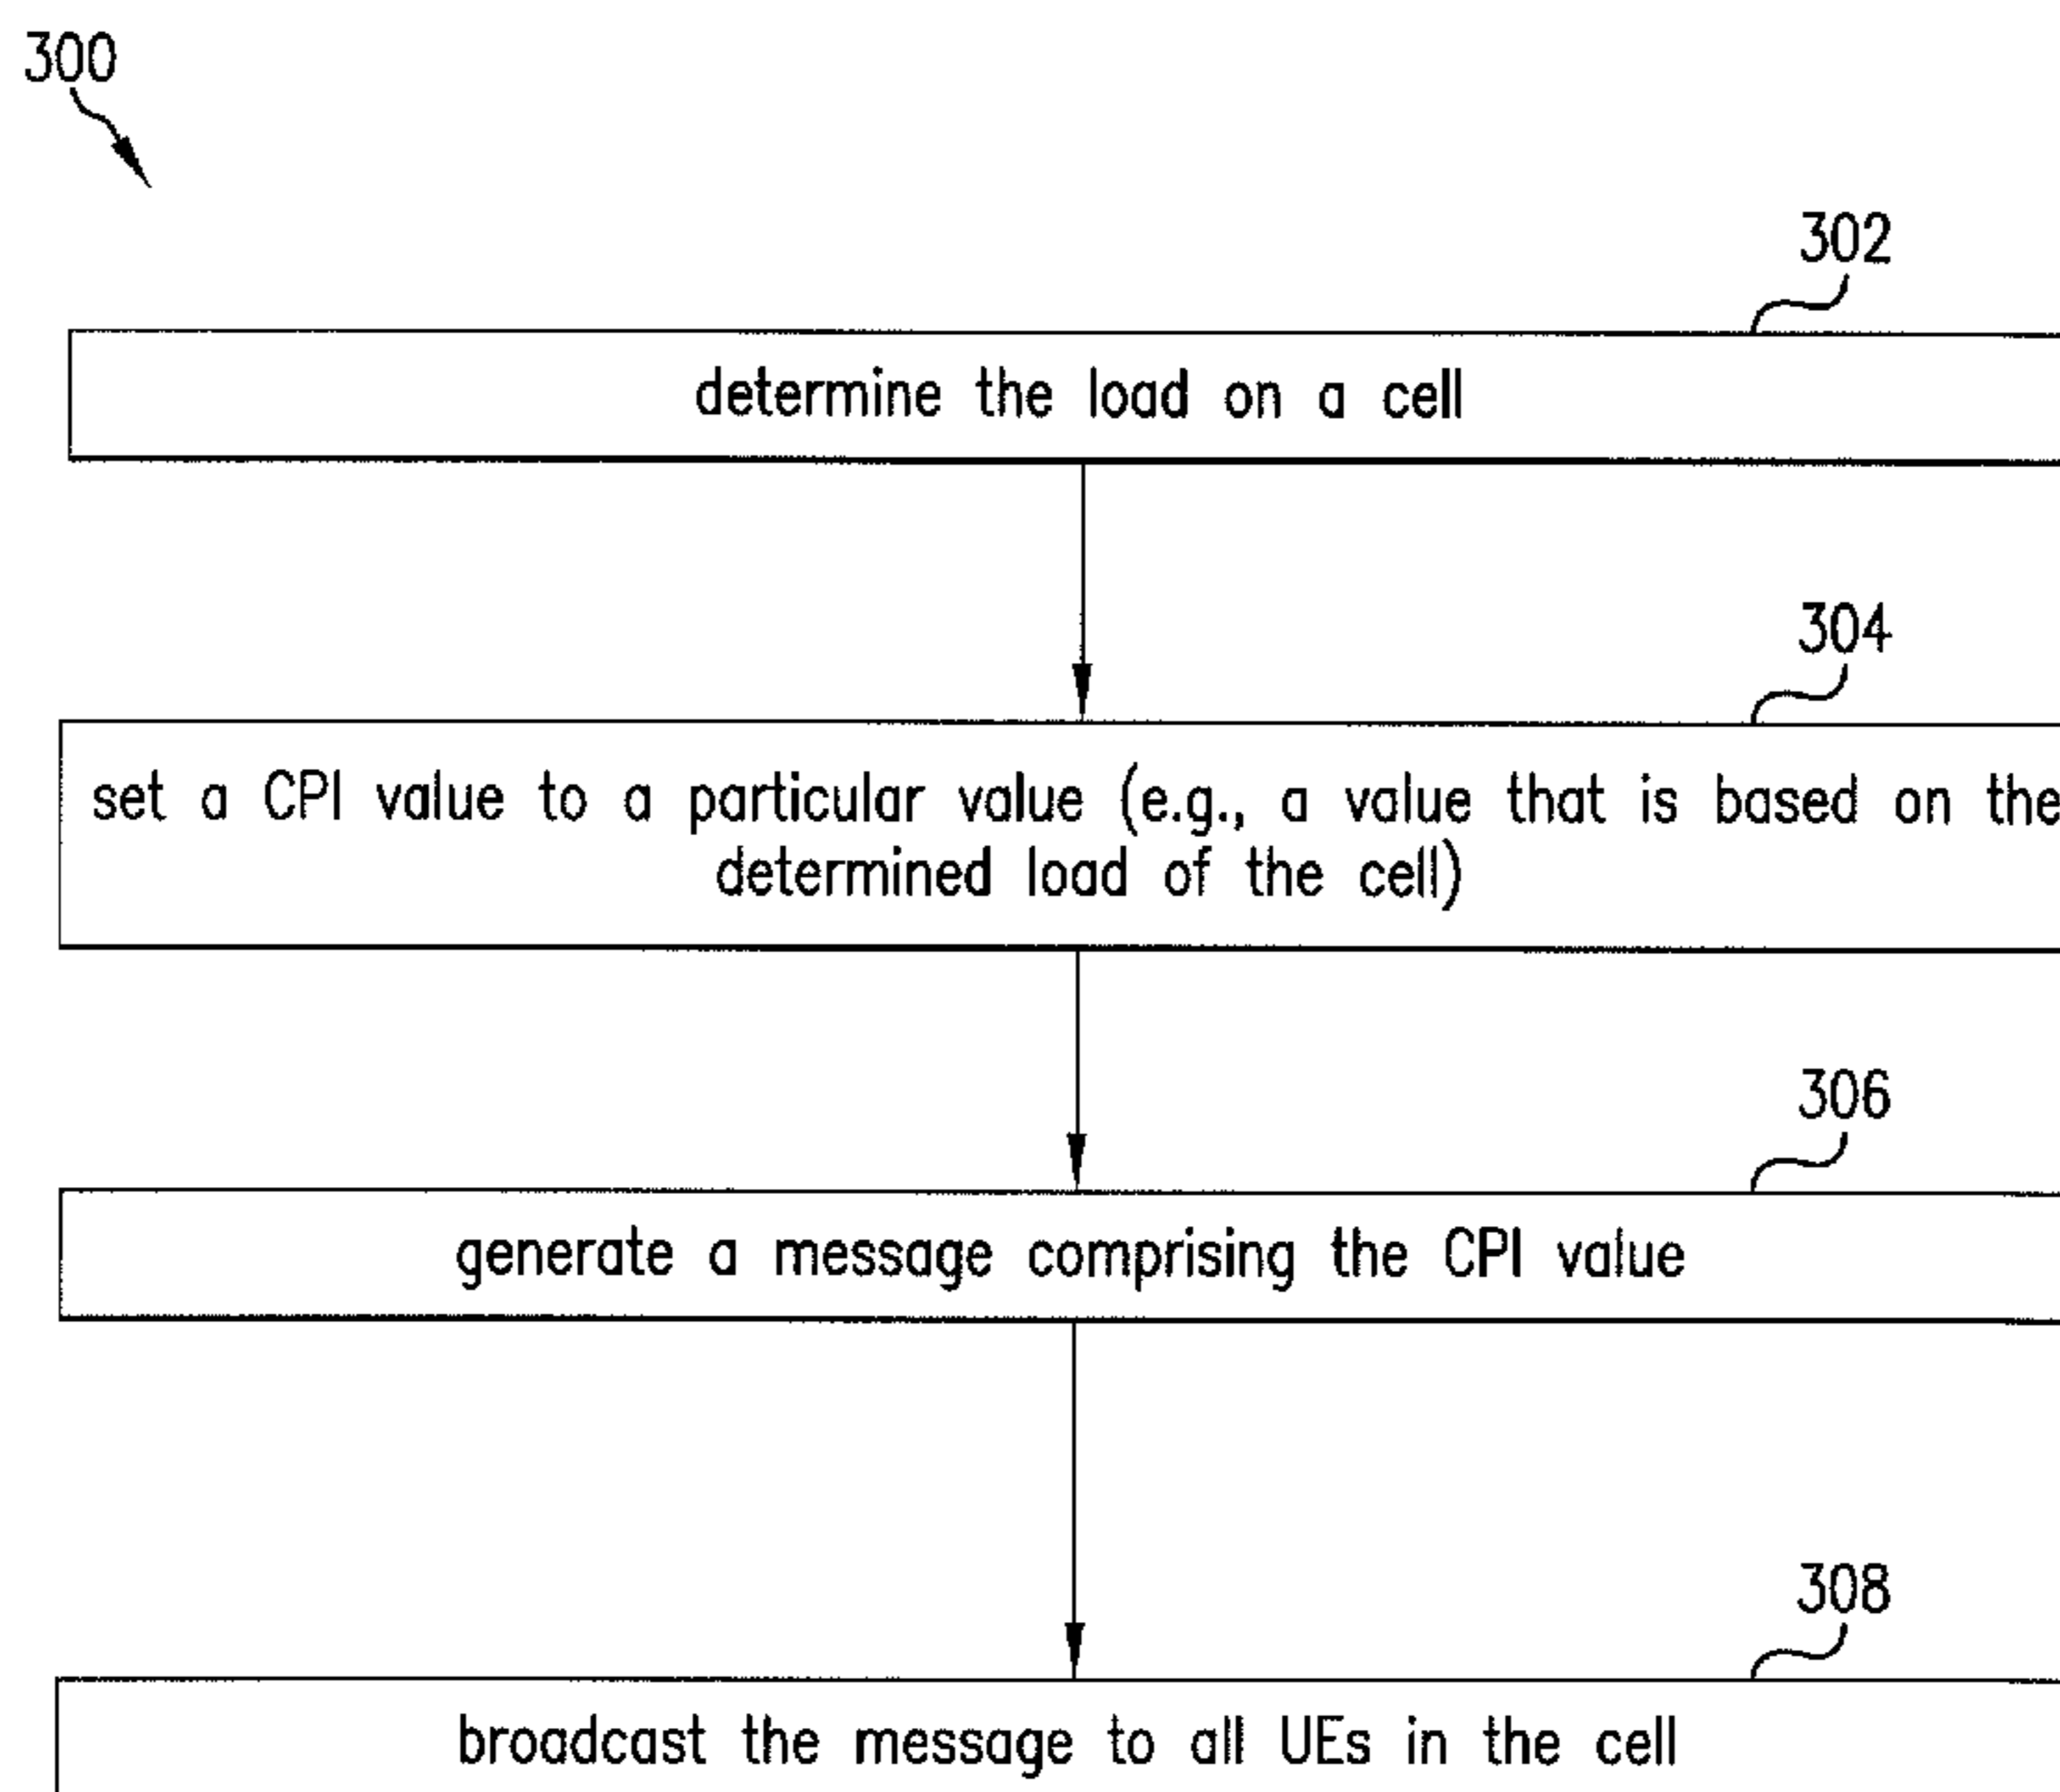 300
302
determine the load on a cell
304
set a CPI value to a particular value (e.g., a value that is based on the
determined load of the cell)
306
generate a message comprising the CPI value
308
broadcast the message to all UEs in the cell